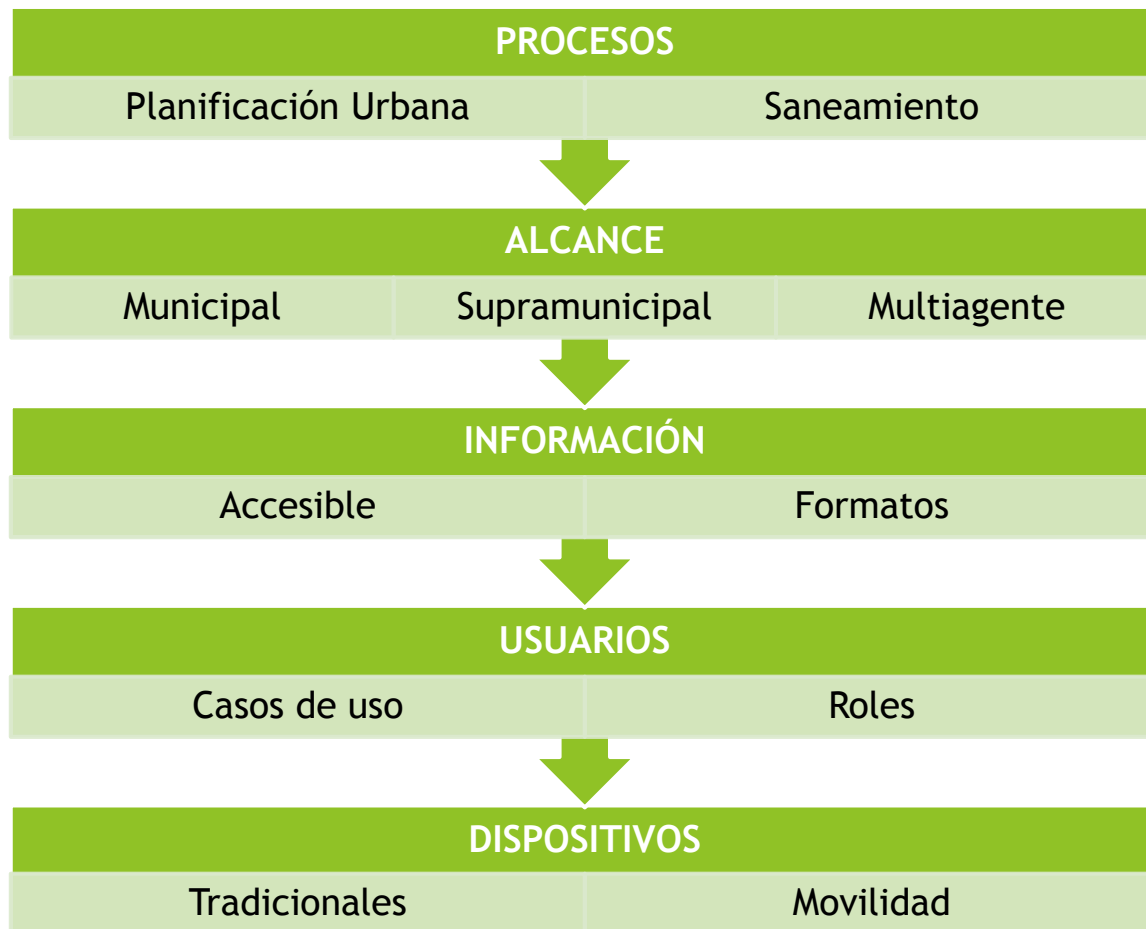 PROCESOS
Planificación Urbana Saneamiento
ALCANCE
Municipal Supramunicipal Multiagente
INFORMACIÓN
Accesible Formatos
USUARIOS
Casos de uso Roles
DISPOSITIVOS
Tradicionales Movilidad